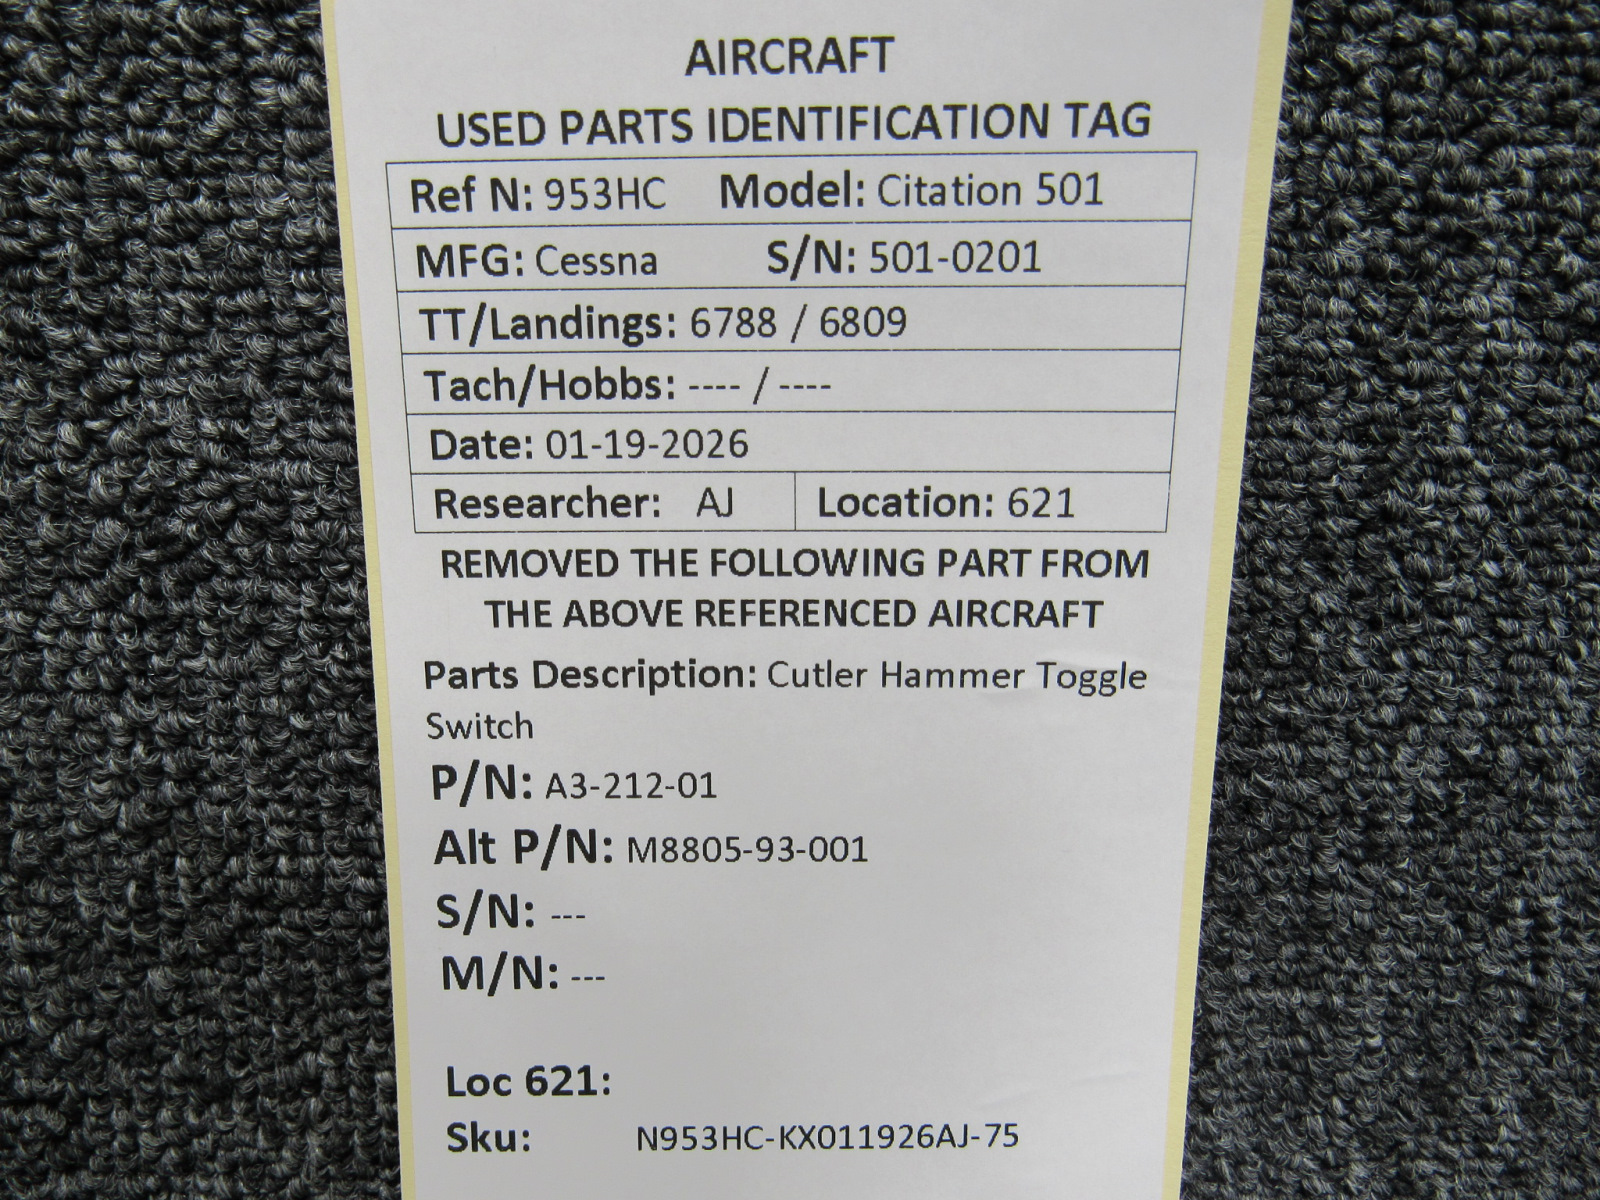 AIRCRAFT
USED PARTS IDENTIFICATION TAG
Ref N: 953HC Model: Citation 501
MFG: Cessna S/N: 501-0201
TT/Landings: 6788 / 6809
Tach/Hobbs: ---- / ----
Date: 01-19-2026
Researcher: AJ Location: 621
REMOVED THE FOLLOWING PART FROM
THE ABOVE REFERENCED AIRCRAFT
Parts Description: Cutler Hammer Toggle
Switch
P/N: A3-212-01
Alt P/N: M8805-93-001
S/N: ---
M/N: ---
Loc 621:
Sku: N953HC-KX011926AJ-75